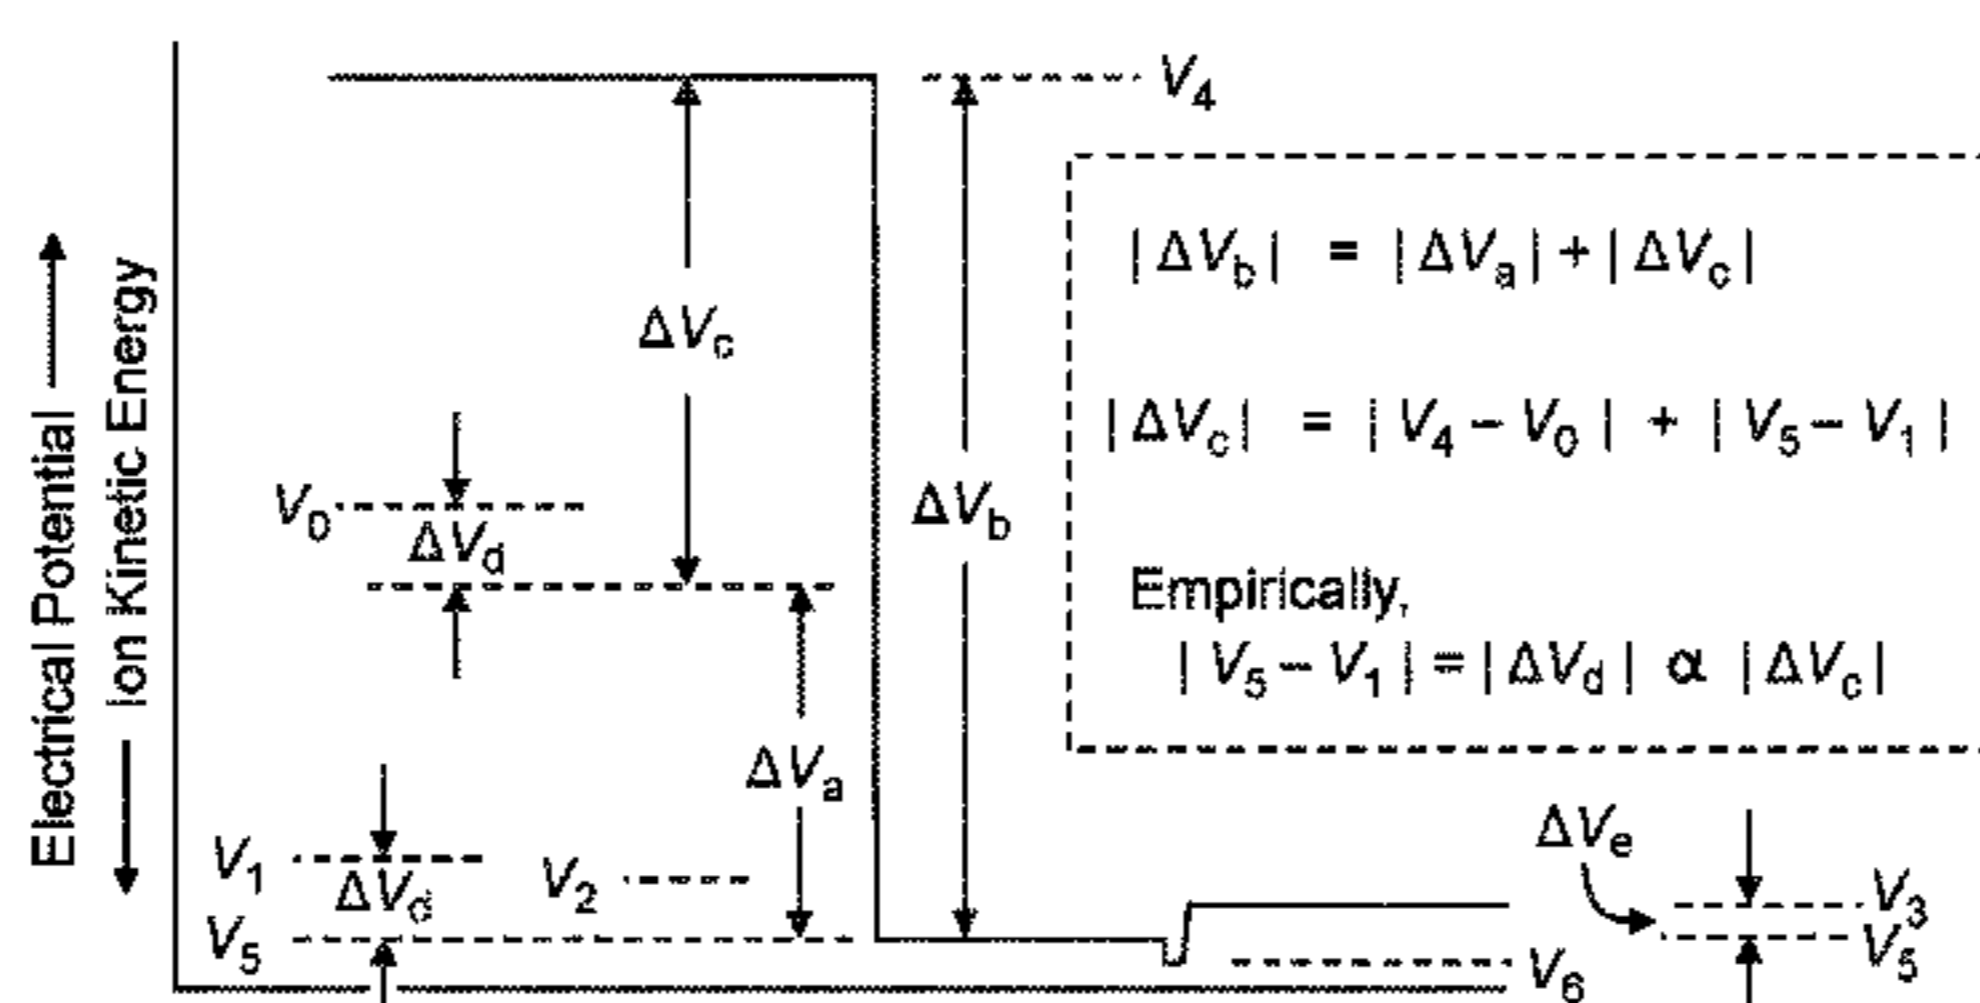 Electrical Potential
Ion Kinetic Energy
V4
|ΔVb| = |ΔVa| + |ΔVc|
ΔVc
|ΔVc| = |V4 – V0| + |V5 – V1|
V0
ΔVd
ΔVb
Empirically,
|V5 – V1| = |ΔVd| α |ΔVc|
ΔVa
ΔVe
V1
ΔVd
V2
V3
V5
V5
V6